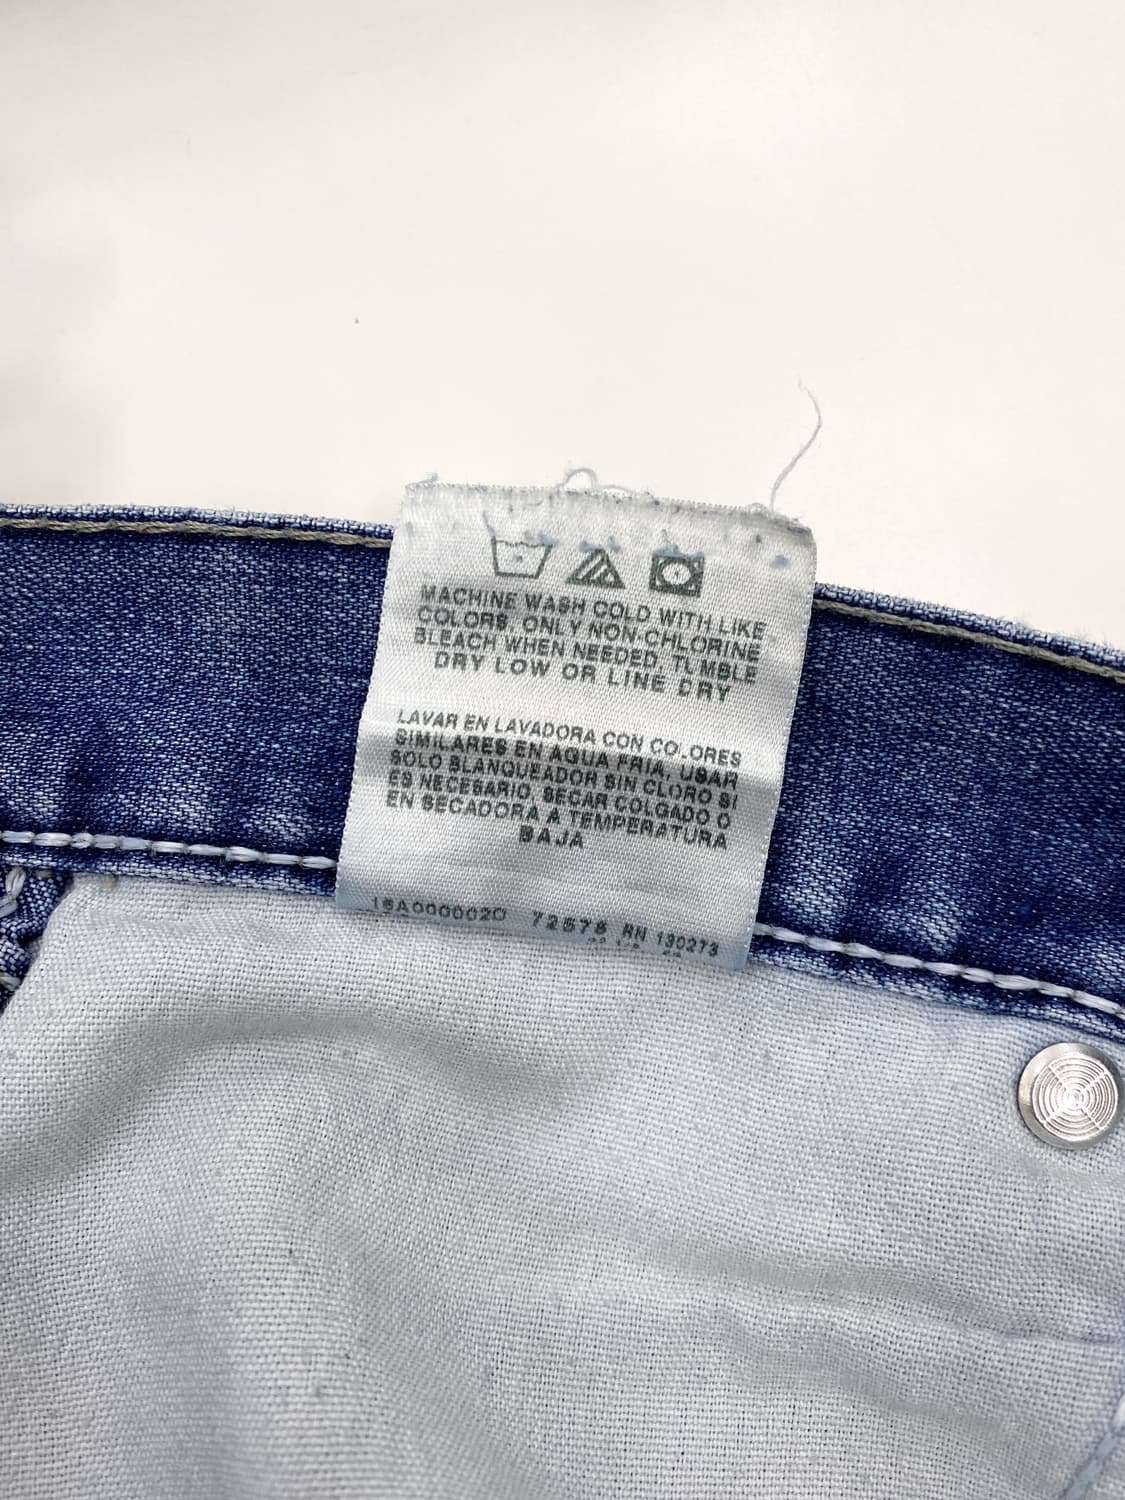 MACHINE WASH COLD WITH LIKE
COLORS, ONLY NON-CHLORINE
BLEACH WHEN NEEDED, TUMBLE
DRY LOW OR LINE DRY
LAVAR EN LAVADORA CON COLORES
SIMILARES EN AGUA FRIA, USAR
SOLO BLANQUEADOR SIN CLORO SI
ES NECESARIO, SECAR COLGADO O
EN SECADORA A TEMPERATURA
BAJA
72578 RN 130273